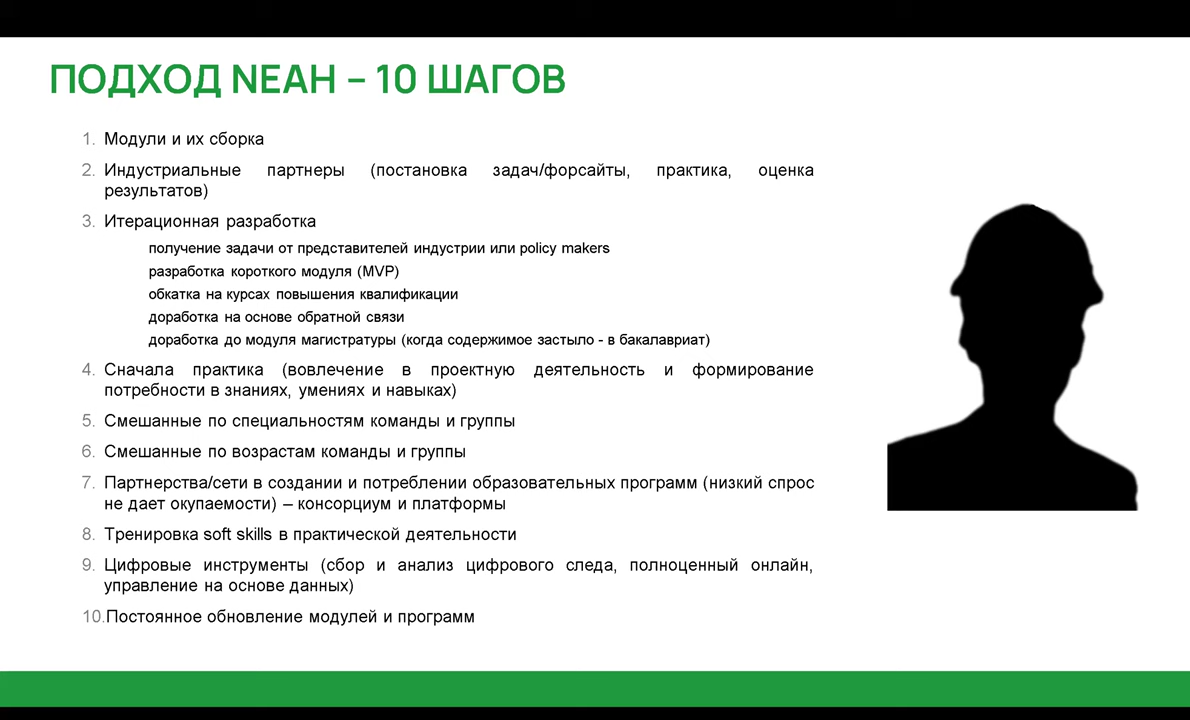 ПОДХОД NEAH – 10 ШАГОВ
1. Модули и их сборка
2. Индустриальные партнеры (постановка задач/форсайты, практика, оценка
результатов)
3. Итерационная разработка
получение задачи от представителей индустрии или policy makers
разработка короткого модуля (MVP)
обкатка на курсах повышения квалификации
доработка на основе обратной связи
доработка до модуля магистратуры (когда содержимое застыло - в бакалавриат)
4. Сначала практика (вовлечение в проектную деятельность и формирование
потребности в знаниях, умениях и навыках)
5. Смешанные по специальностям команды и группы
6. Смешанные по возрастам команды и группы
7. Партнерства/сети в создании и потреблении образовательных программ (низкий спрос
не дает окупаемости) – консорциум и платформы
8. Тренировка soft skills в практической деятельности
9. Цифровые инструменты (сбор и анализ цифрового следа, полноценный онлайн,
управление на основе данных)
10.Постоянное обновление модулей и программ